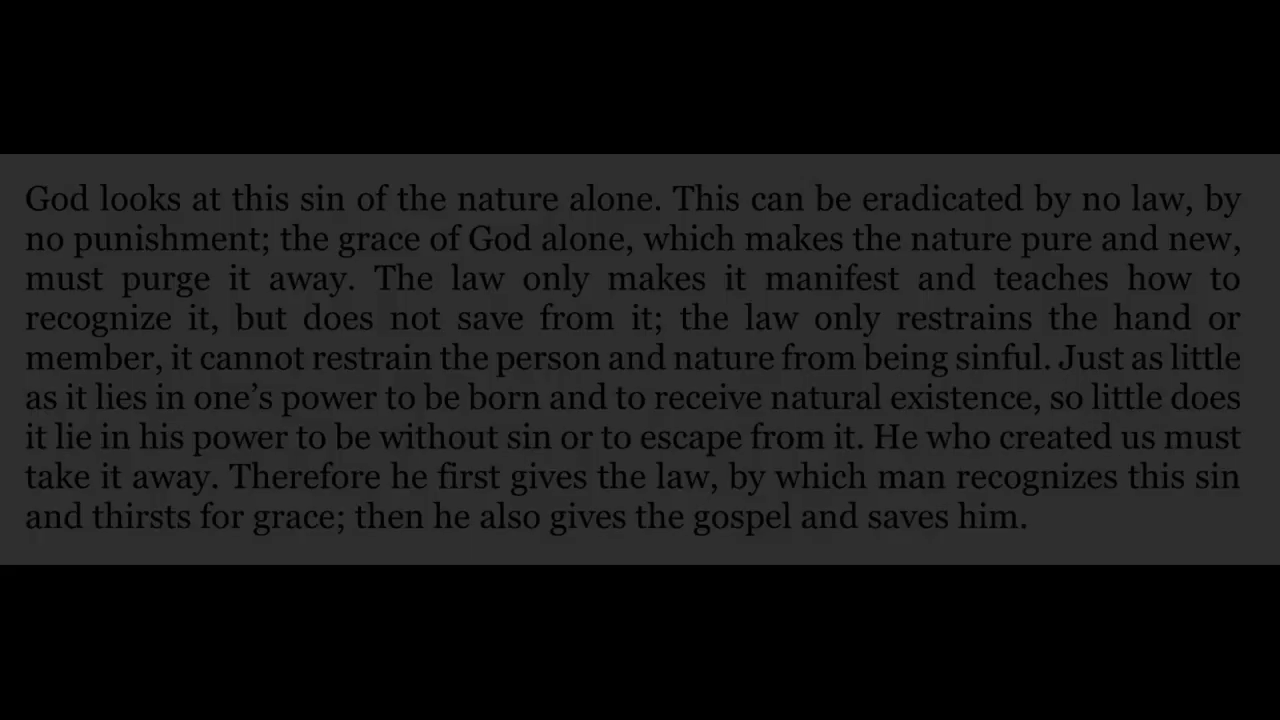 God looks at this sin of the nature alone. This can be eradicated by no law, by
no punishment; the grace of God alone, which makes the nature pure and new,
must purge it away. The law only makes it manifest and teaches how to
recognize it, but does not save from it; the law only restrains the hand or
member, it cannot restrain the person and nature from being sinful. Just as little
as it lies in one’s power to be born and to receive natural existence, so little does
it lie in his power to be without sin or to escape from it. He who created us must
take it away. Therefore he first gives the law, by which man recognizes this sin
and thirsts for grace; then he also gives the gospel and saves him.